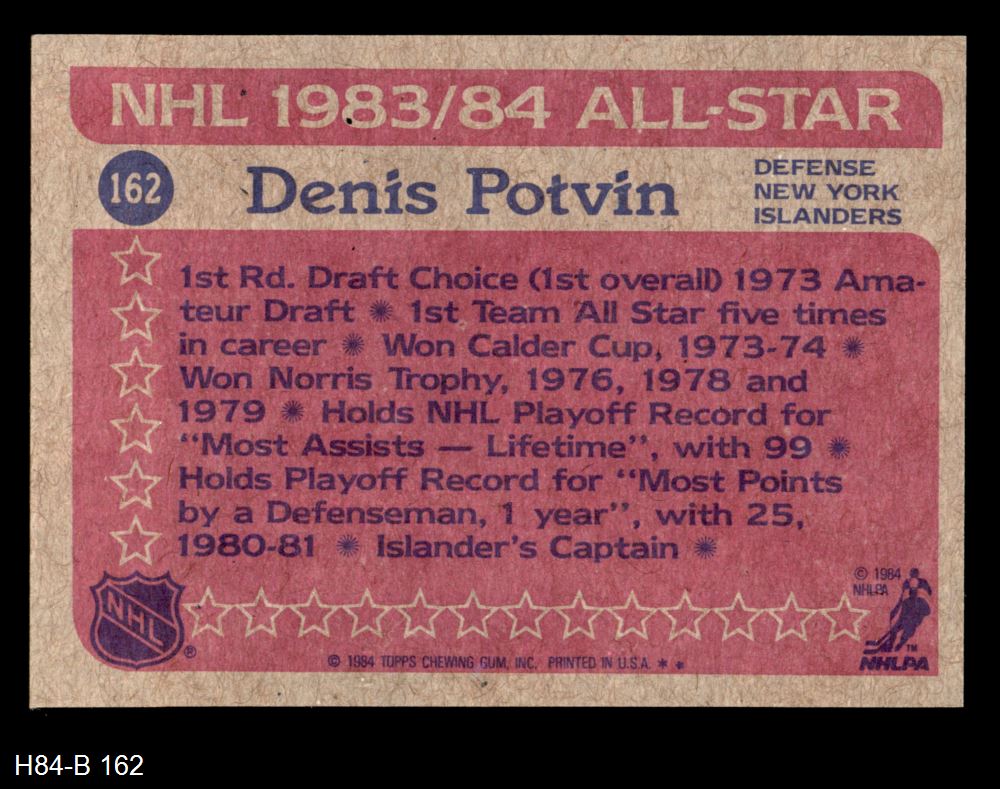 NHL 1983/84 ALL-STAR
162
Denis Potvin
DEFENSE
NEW YORK
ISLANDERS
1st Rd. Draft Choice (1st overall) 1973 Ama-
teur Draft ✺ 1st Team All Star five times
in career ✺ Won Calder Cup, 1973-74 ✺
Won Norris Trophy, 1976, 1978 and
1979 ✺ Holds NHL Playoff Record for
“Most Assists — Lifetime”, with 99 ✺
Holds Playoff Record for “Most Points
by a Defenseman, 1 year”, with 25,
1980-81 ✺ Islander's Captain ✺
© 1984
NHLPA
NHL
®
TM
NHLPA
© 1984 TOPPS CHEWING GUM, INC. PRINTED IN U.S.A. * *
H84-B 162